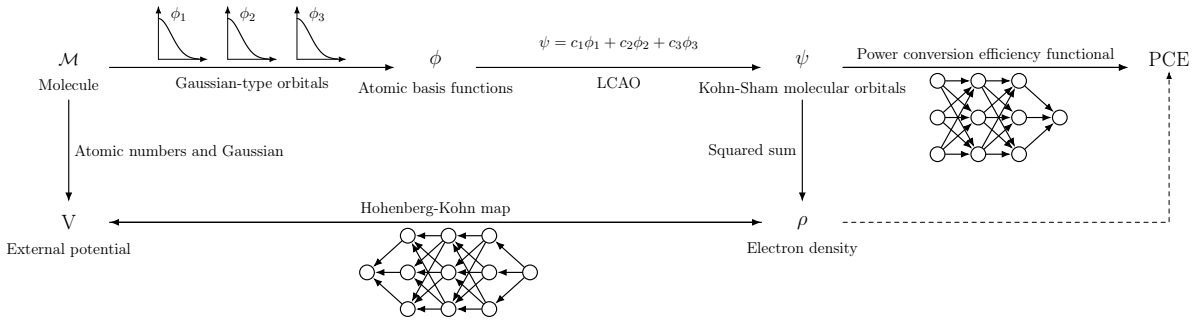 ϕ₁ ϕ₂ ϕ₃
ψ = c₁ϕ₁ + c₂ϕ₂ + c₃ϕ₃
ℳ
Molecule
Gaussian-type orbitals
ϕ
Atomic basis functions
LCAO
ψ
Kohn-Sham molecular orbitals
Power conversion efficiency functional
PCE
Atomic numbers and Gaussian
Squared sum
V
External potential
Hohenberg-Kohn map
ρ
Electron density